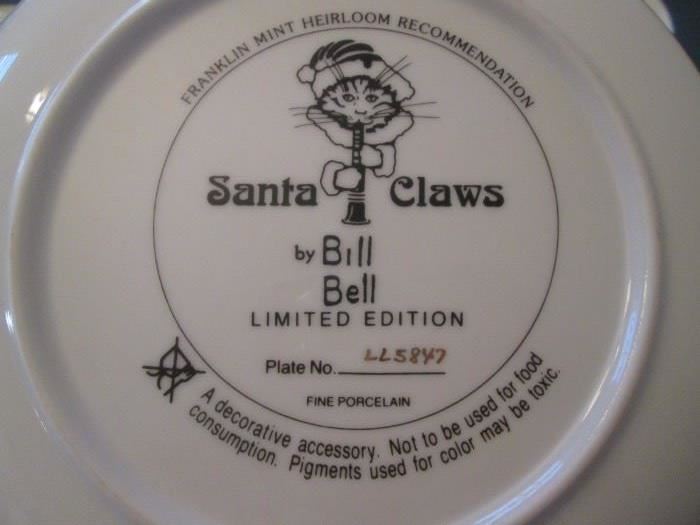 FRANKLIN MINT HEIRLOOM RECOMMENDATION
Santa Claws
by Bill
Bell
LIMITED EDITION
Plate No. LL5847
FINE PORCELAIN
A decorative accessory. Not to be used for food
consumption. Pigments used for color may be toxic.